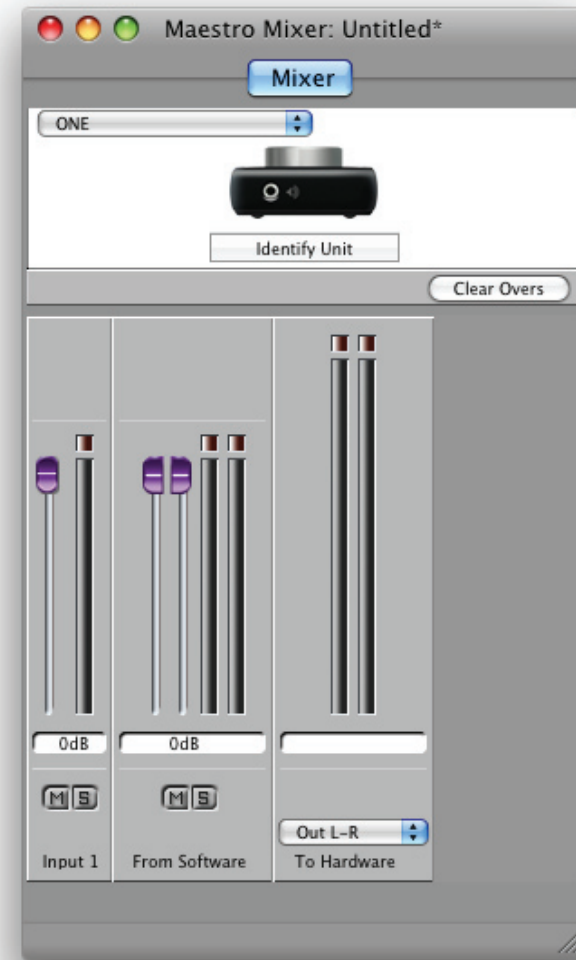 Maestro Mixer: Untitled*
Mixer
ONE
Identify Unit
Clear Overs
0dB
0dB
M S
M S
Out L-R
Input 1
From Software
To Hardware